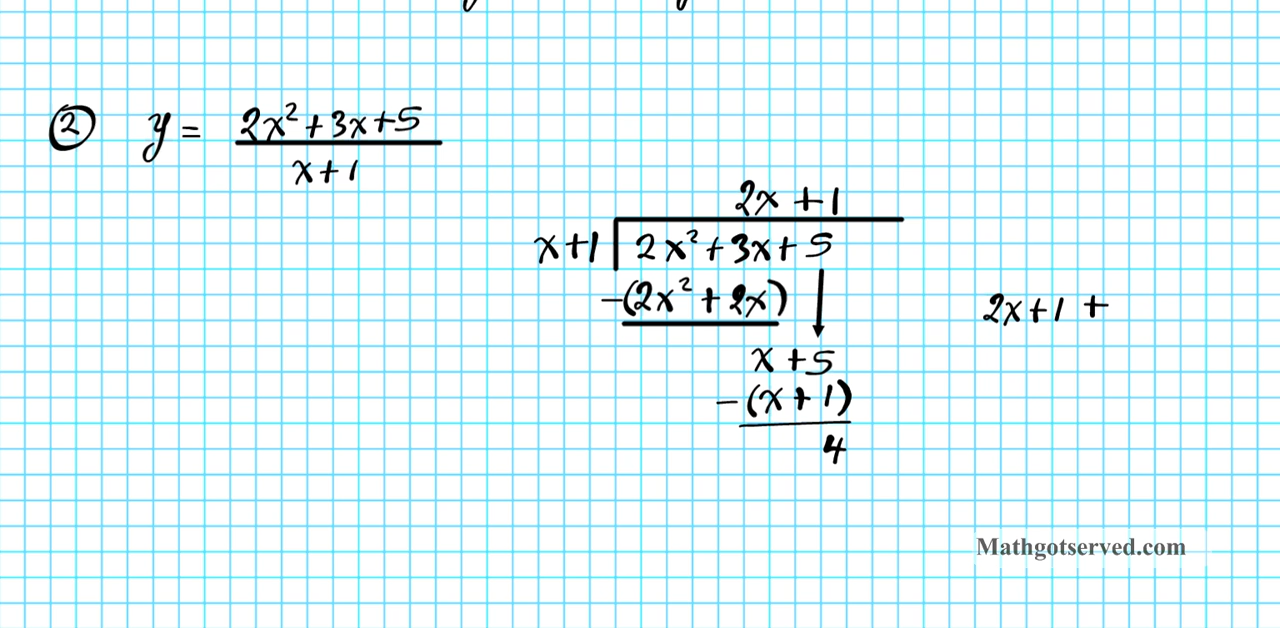 ② y = 2x² + 3x + 5
x + 1
2x + 1
x + 1 2x² + 3x + 5
-(2x² + 2x)
2x + 1 +
x + 5
-(x + 1)
4
Mathgotserved.com